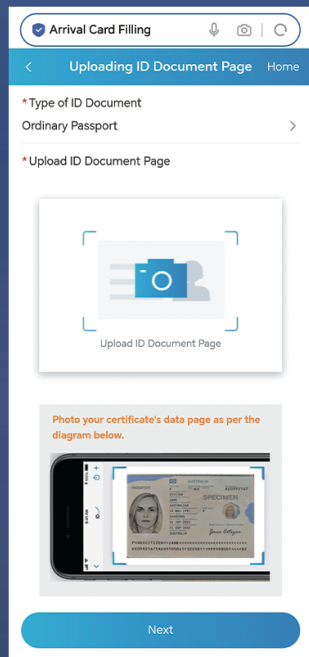 Arrival Card Filling
Uploading ID Document Page
Home
* Type of ID Document
Ordinary Passport
* Upload ID Document Page
Upload ID Document Page
Photo your certificate's data page as per the
diagram below.
AUSTRALIA
SPECIMEN
Next